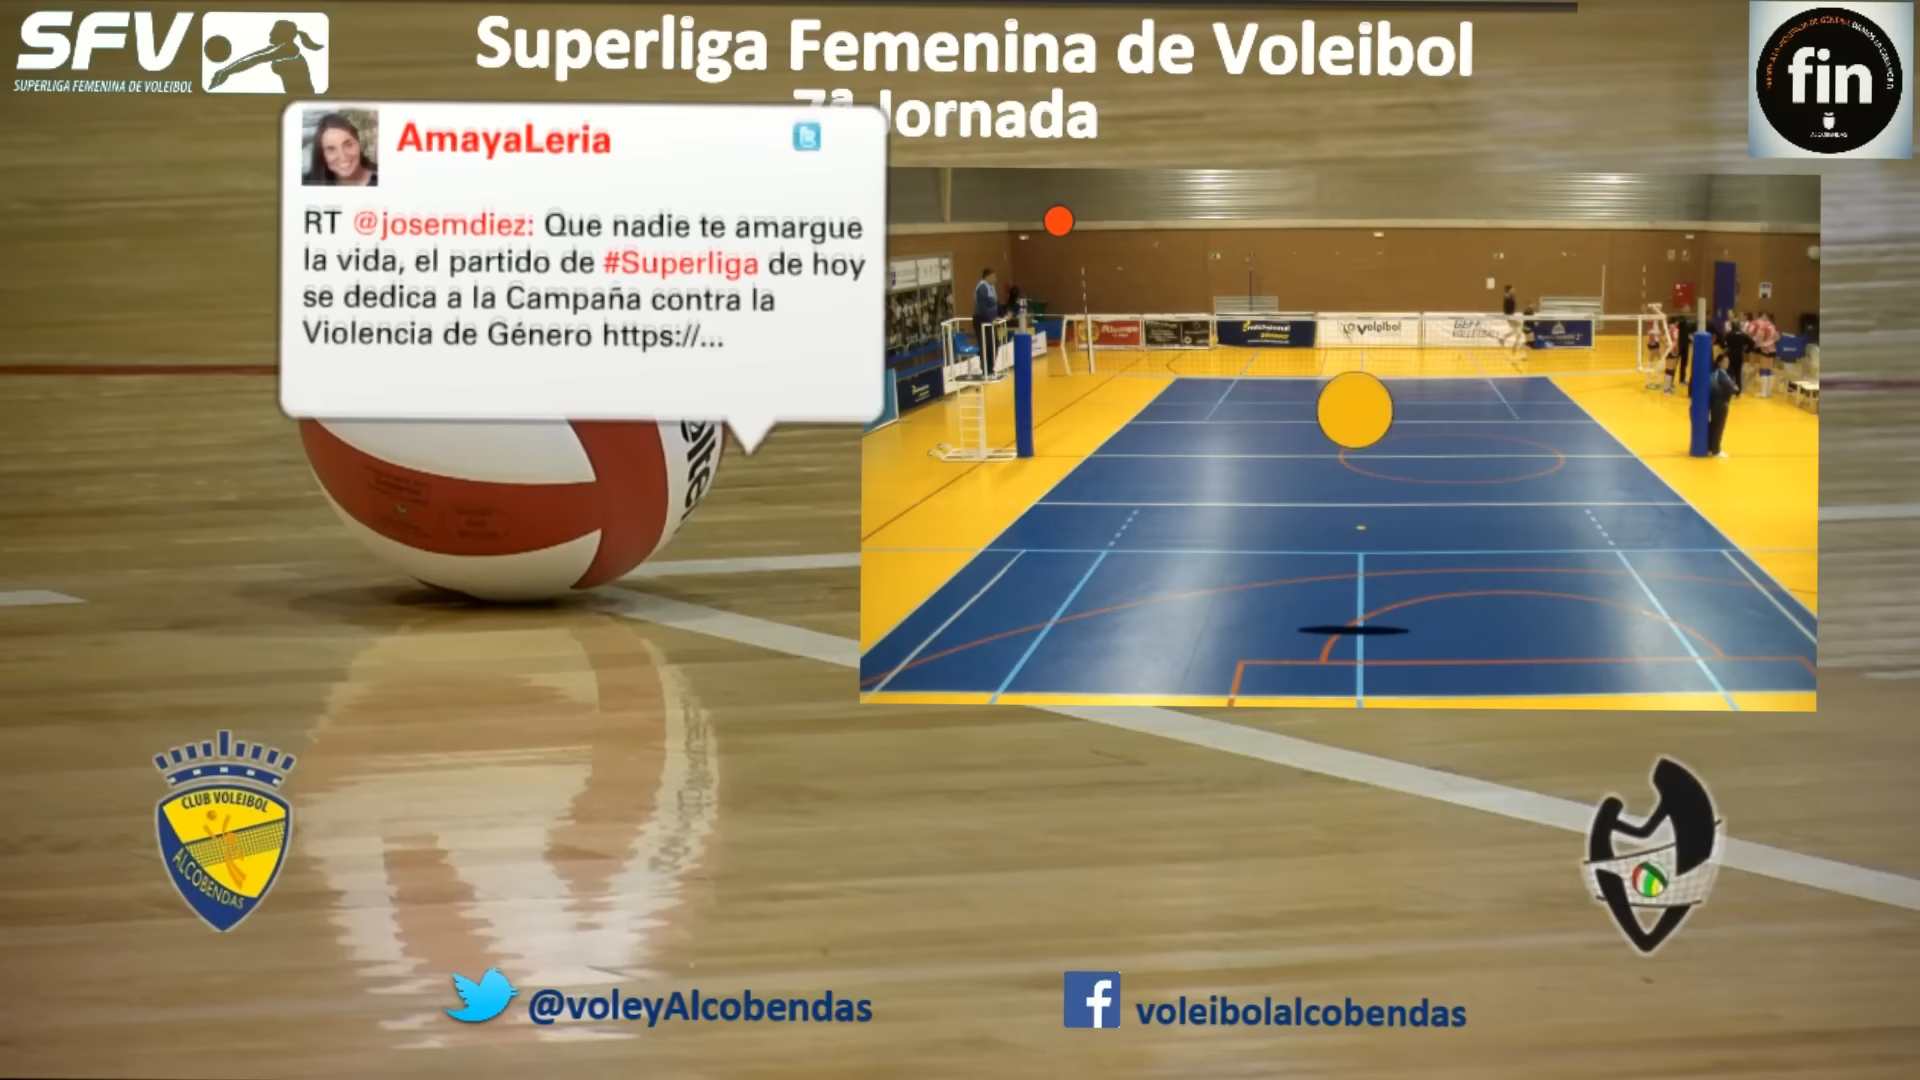 SFV
SUPERLIGA FEMENINA DE VOLEIBOL
Superliga Femenina de Voleibol
7ª Jornada
fin
ALCOBENDAS
AmayaLeria
RT @josemdiez: Que nadie te amargue
la vida, el partido de #Superliga de hoy
se dedica a la Campaña contra la
Violencia de Género https://...
CLUB VOLEIBOL
ALCOBENDAS
@voleyAlcobendas
voleibolalcobendas